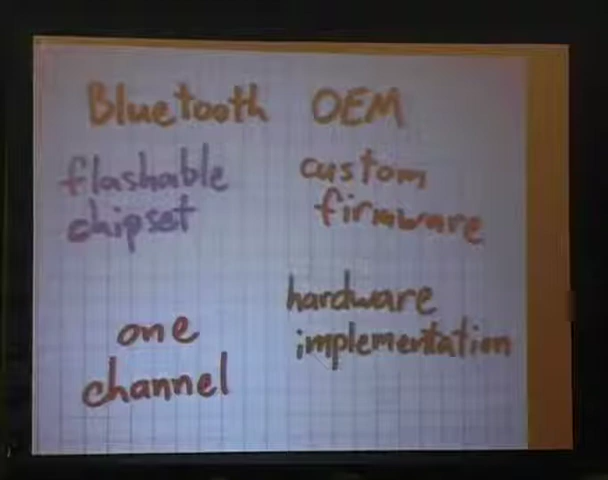 Bluetooth OEM
flashable
chipset
custom
firmware
hardware
implementation
one
channel